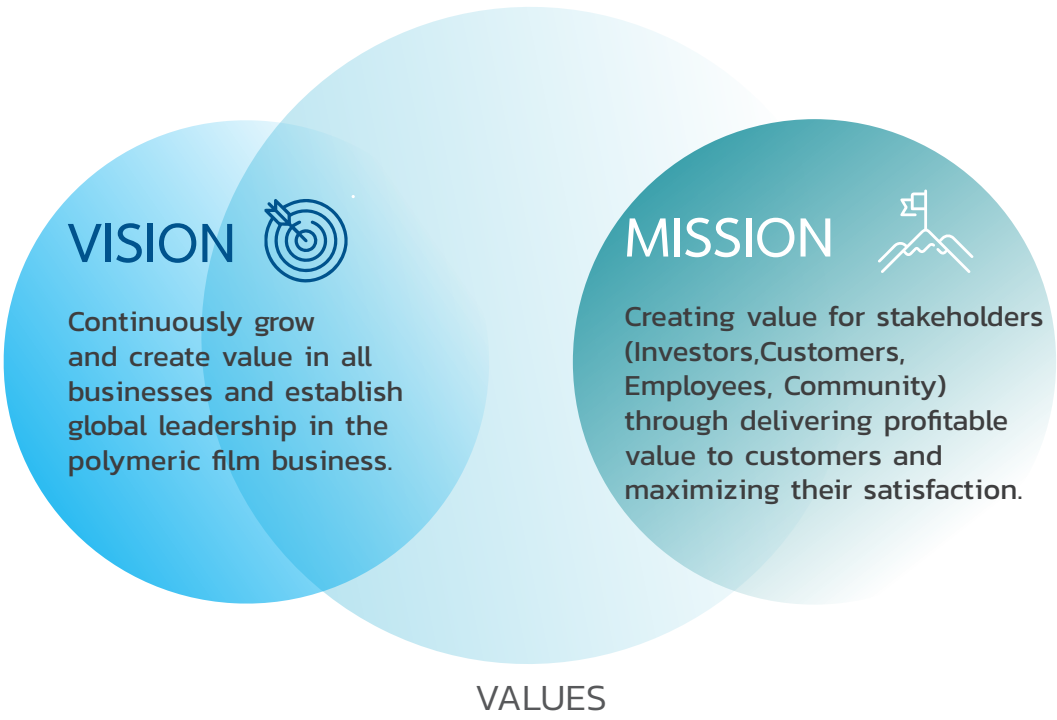 VISION
Continuously grow
and create value in all
businesses and establish
global leadership in the
polymeric film business.
MISSION
Creating value for stakeholders
(Investors,Customers,
Employees, Community)
through delivering profitable
value to customers and
maximizing their satisfaction.
VALUES